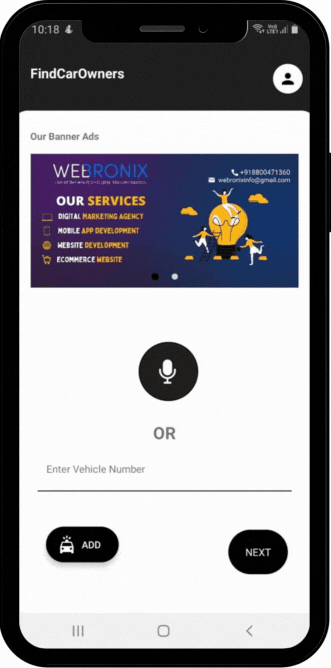 10:18
FindCarOwners
Our Banner Ads
WEBRONIX
+918800471360
webronixinfo@gmail.com
OUR SERVICES
DIGITAL MARKETING AGENCY
MOBILE APP DEVELOPMENT
WEBSITE DEVELOPMENT
ECOMMERCE WEBSITE
OR
Enter Vehicle Number
ADD
NEXT